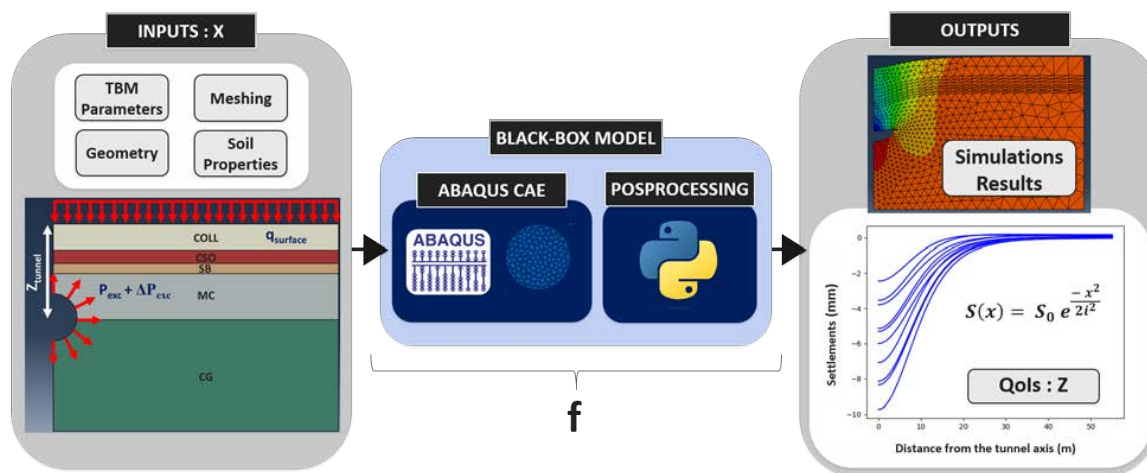 INPUTS : X
TBM
Parameters
Meshing
Geometry
Soil
Properties
COLL
q_surface
CSO
SB
Z_tunnel
P_exc + ΔP_exc
MC
CG
BLACK-BOX MODEL
ABAQUS CAE
POSPROCESSING
ABAQUS
f
OUTPUTS
Simulations
Results
Settlements (mm)
0
−2
−4
−6
−8
−10
S(x) = S_0 e^{-x^2/2i^2}
QoIs : Z
0
10
20
30
40
50
Distance from the tunnel axis (m)